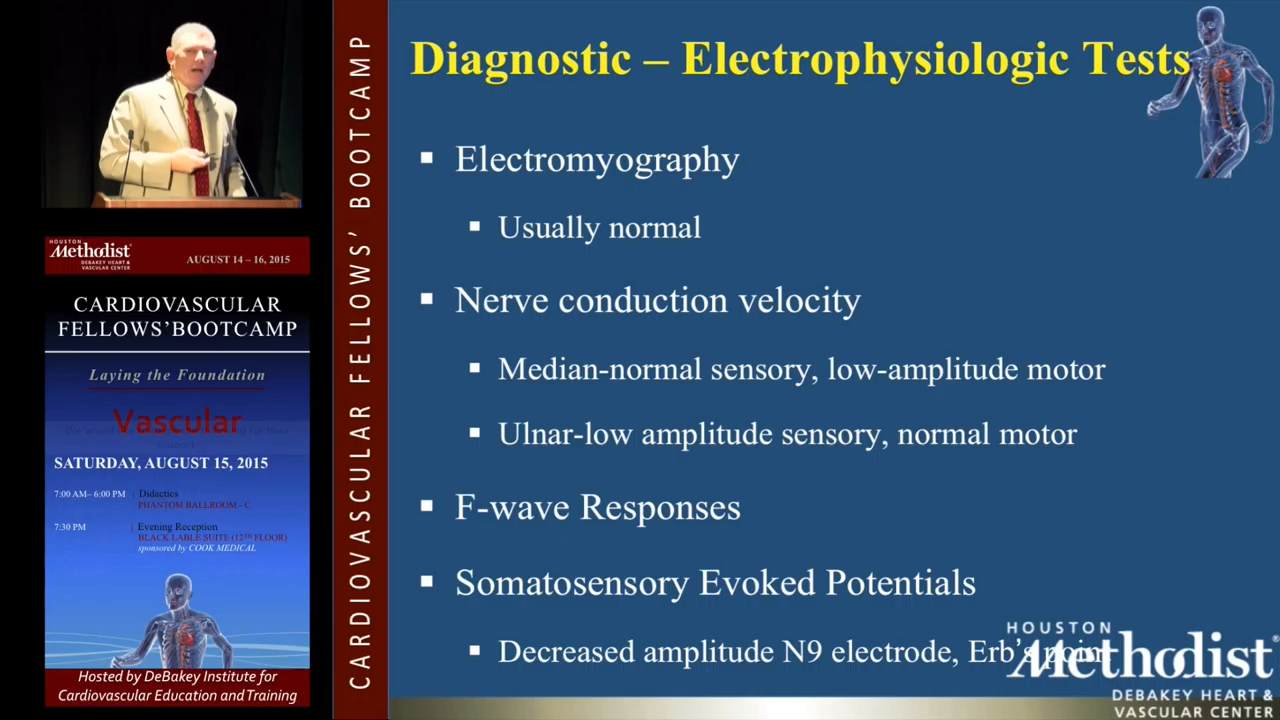 HOUSTON
Methodist
DEBAKEY HEART &
VASCULAR CENTER
AUGUST 14 – 16, 2015
CARDIOVASCULAR
FELLOWS'BOOTCAMP
Laying the Foundation
Vascular
SATURDAY, AUGUST 15, 2015
7:00 AM– 6:00 PM | Didactics
PHANTOM BALLROOM - C
7:30 PM | Evening Reception
BLACK LABLE SUITE (12TH FLOOR)
sponsored by COOK MEDICAL
Hosted by DeBakey Institute for
Cardiovascular Education and Training
CARDIOVASCULAR FELLOWS' BOOTCAMP
Diagnostic – Electrophysiologic Tests
▪ Electromyography
▪ Usually normal
▪ Nerve conduction velocity
▪ Median-normal sensory, low-amplitude motor
▪ Ulnar-low amplitude sensory, normal motor
▪ F-wave Responses
▪ Somatosensory Evoked Potentials
▪ Decreased amplitude N9 electrode, Erb's point
HOUSTON
Methodist
DEBAKEY HEART &
VASCULAR CENTER